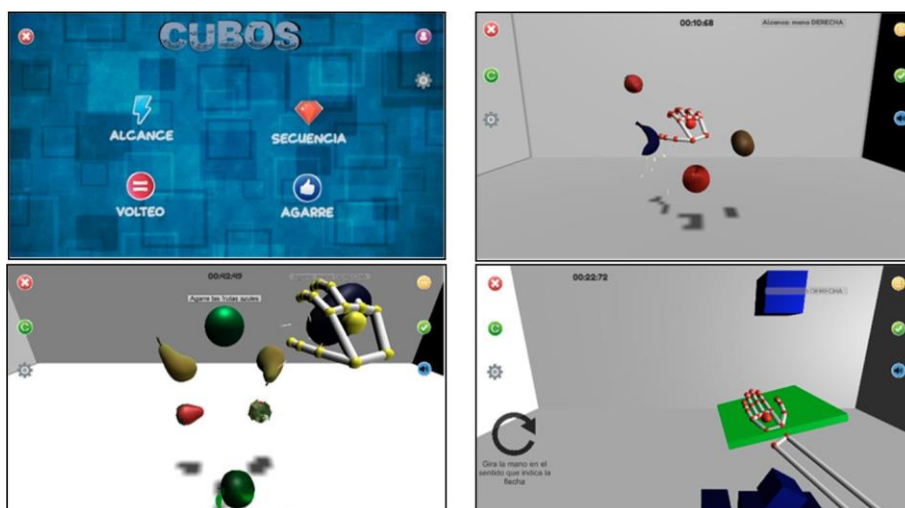 CUBOS
ALCANCE
SECUENCIA
VOLTEO
AGARRE
00:10:68
Alcance: mano DERECHA
00:42:49
Agarre las frutas azules
00:22:72
DERECHA
Gira la mano en el
sentido que indica la
flecha